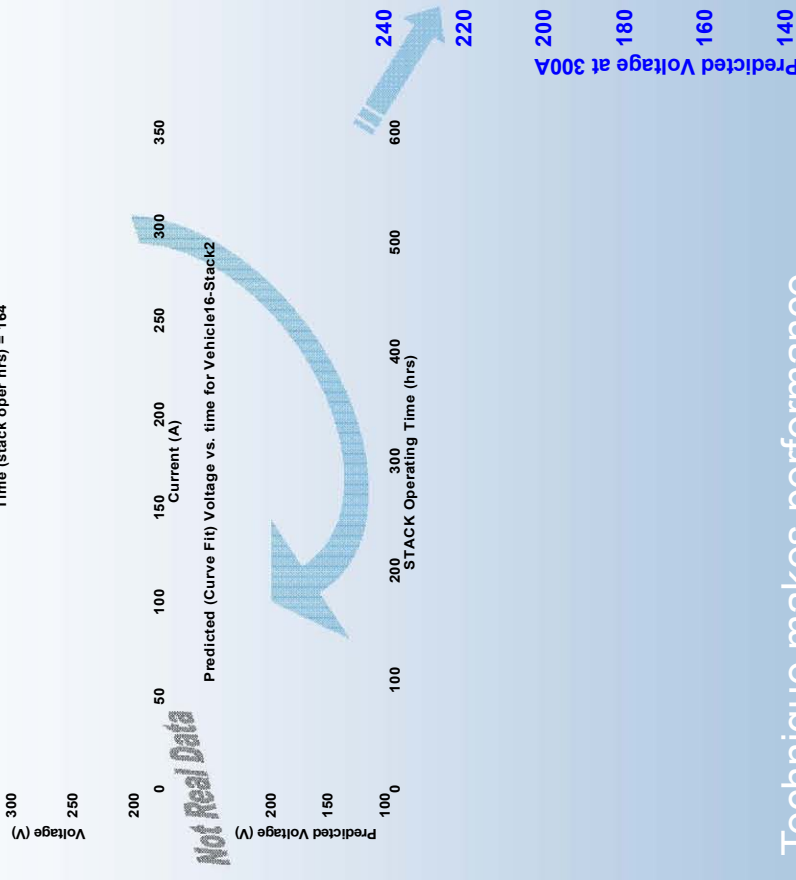 Time (stack oper hrs) = 164
300
250
200
Voltage (V)
0 50 100 150 200 250 300 350
Current (A)
Predicted (Curve Fit) Voltage vs. time for Vehicle16-Stack2
Not Real Data
200
150
100
Predicted Voltage (V)
0 100 200 300 400 500 600
STACK Operating Time (hrs)
240
220
200
180
160
140
Predicted Voltage at 300A
Technique makes performance